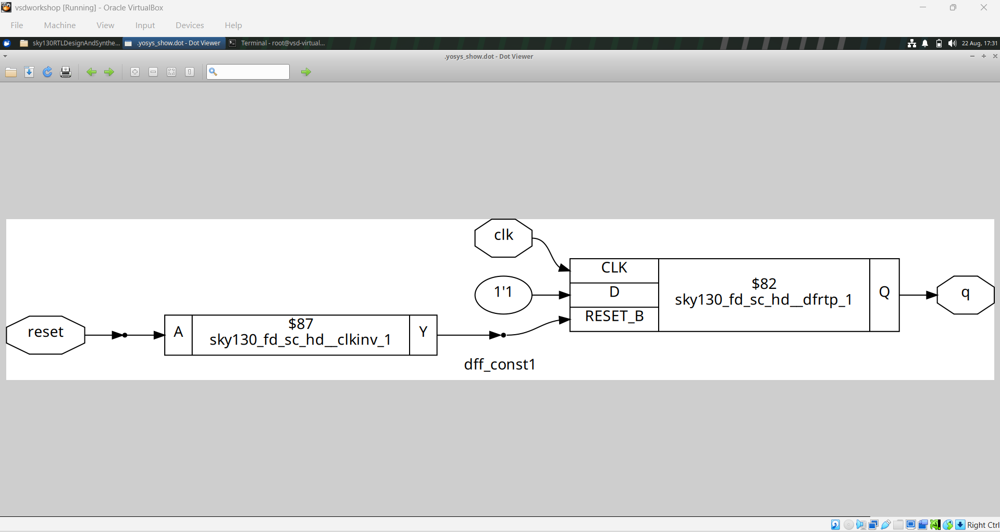 vsdworkshop [Running] - Oracle VirtualBox
File Machine View Input Devices Help
sky130RTLDesignAndSynthe... .yosys_show.dot - Dot Viewer Terminal - root@vsd-virtual... 22 Aug, 17:31
.yosys_show.dot - Dot Viewer
1
clk
CLK
1'1
D
$82
sky130_fd_sc_hd__dfrtp_1
Q
q
RESET_B
reset
A
$87
sky130_fd_sc_hd__clkinv_1
Y
dff_const1
Right Ctrl